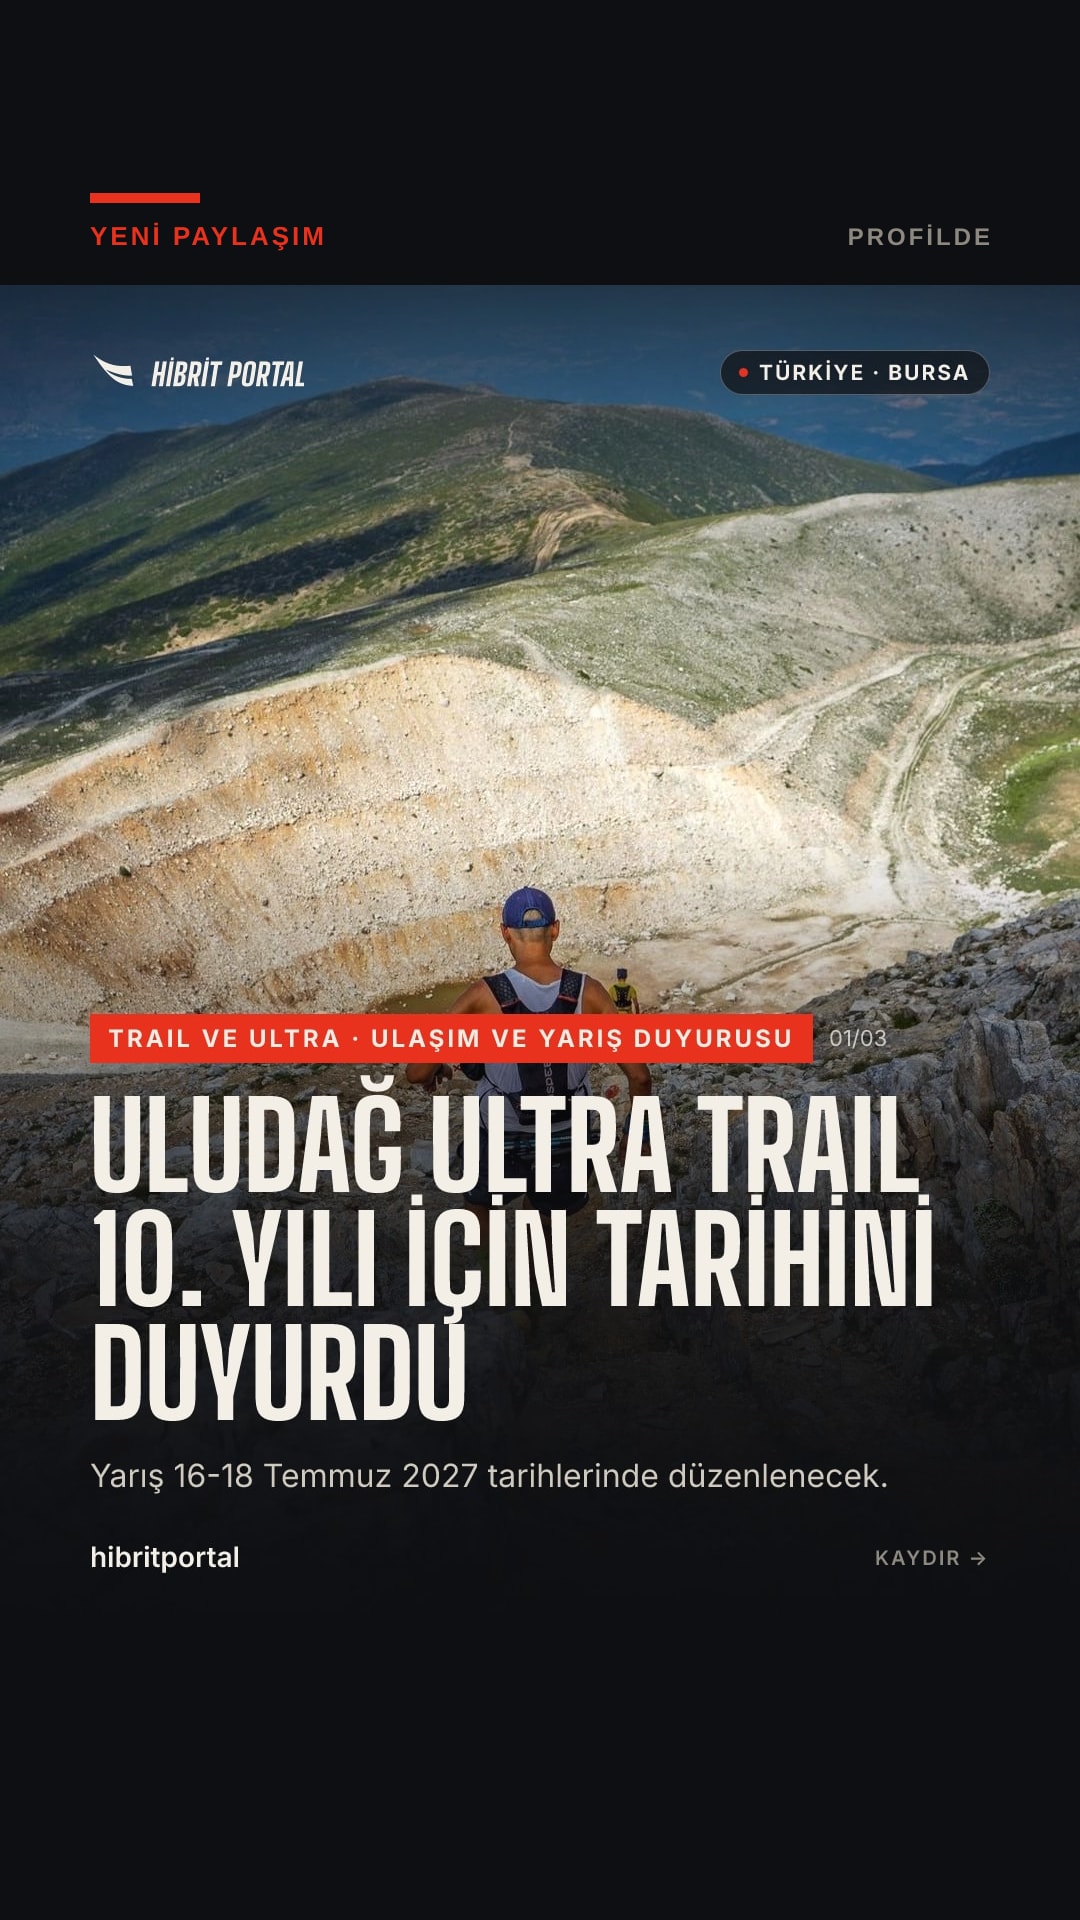 YENİ PAYLAŞIM
PROFİLDE
HİBRİT PORTAL
TÜRKİYE · BURSA
TRAIL VE ULTRA · ULAŞIM VE YARIŞ DUYURUSU
01/03
ULUDAĞ ULTRA TRAIL
10. YILI İÇİN TARİHİNİ
DUYURDU
Yarış 16-18 Temmuz 2027 tarihlerinde düzenlenecek.
hibritportal
KAYDIR →